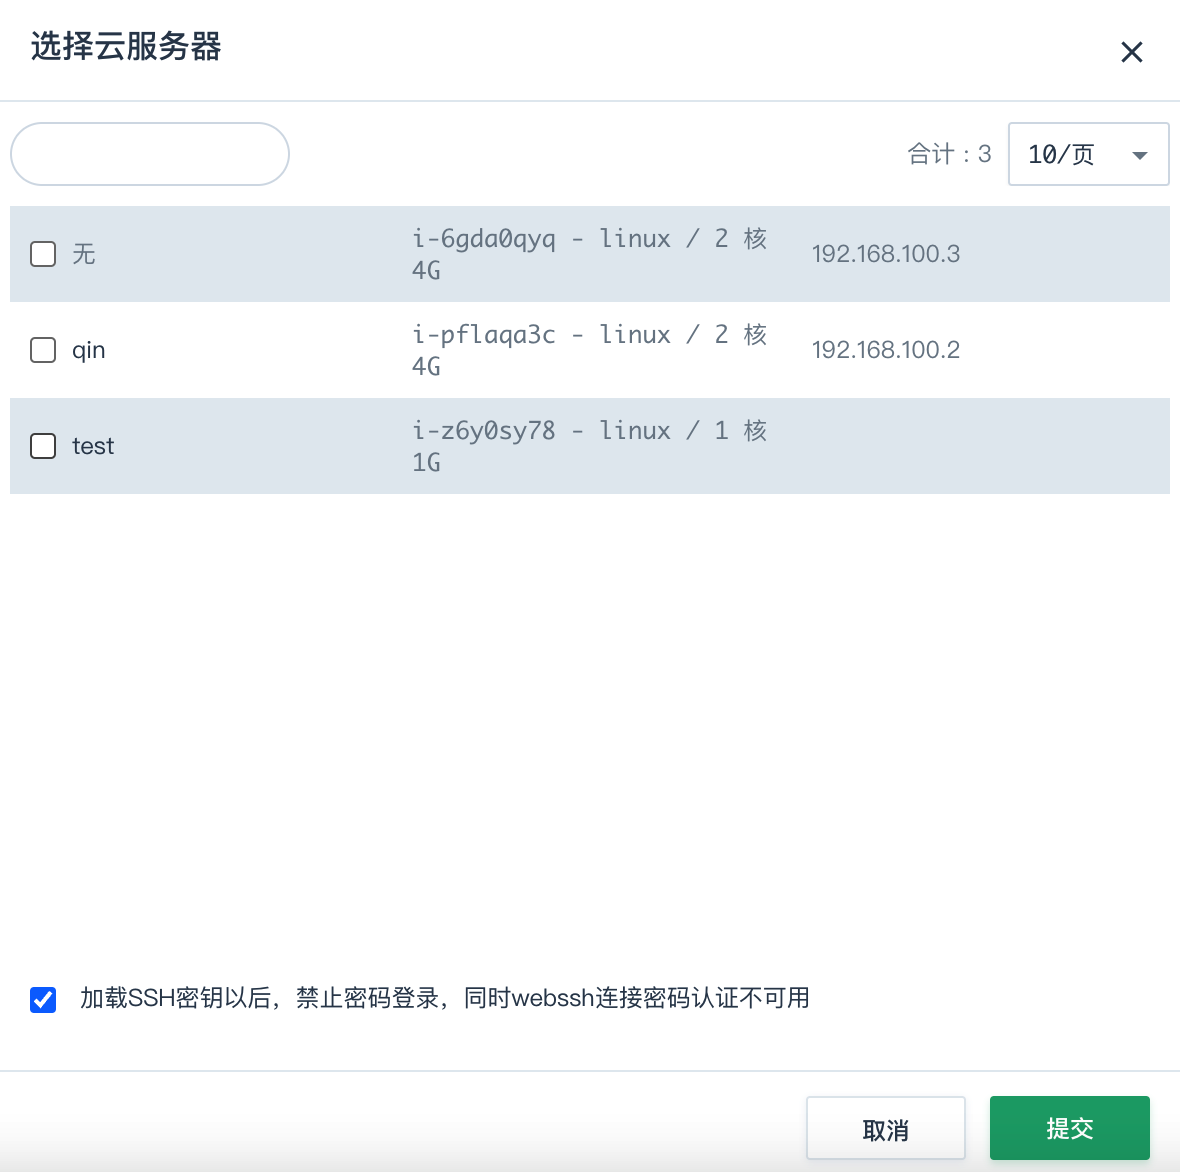 选择云服务器
合计：3
10/页
无
i-6gda0qyq - linux / 2 核
4G
192.168.100.3
qin
i-pflaqa3c - linux / 2 核
4G
192.168.100.2
test
i-z6y0sy78 - linux / 1 核
1G
加载SSH密钥以后，禁止密码登录，同时webssh连接密码认证不可用
取消
提交